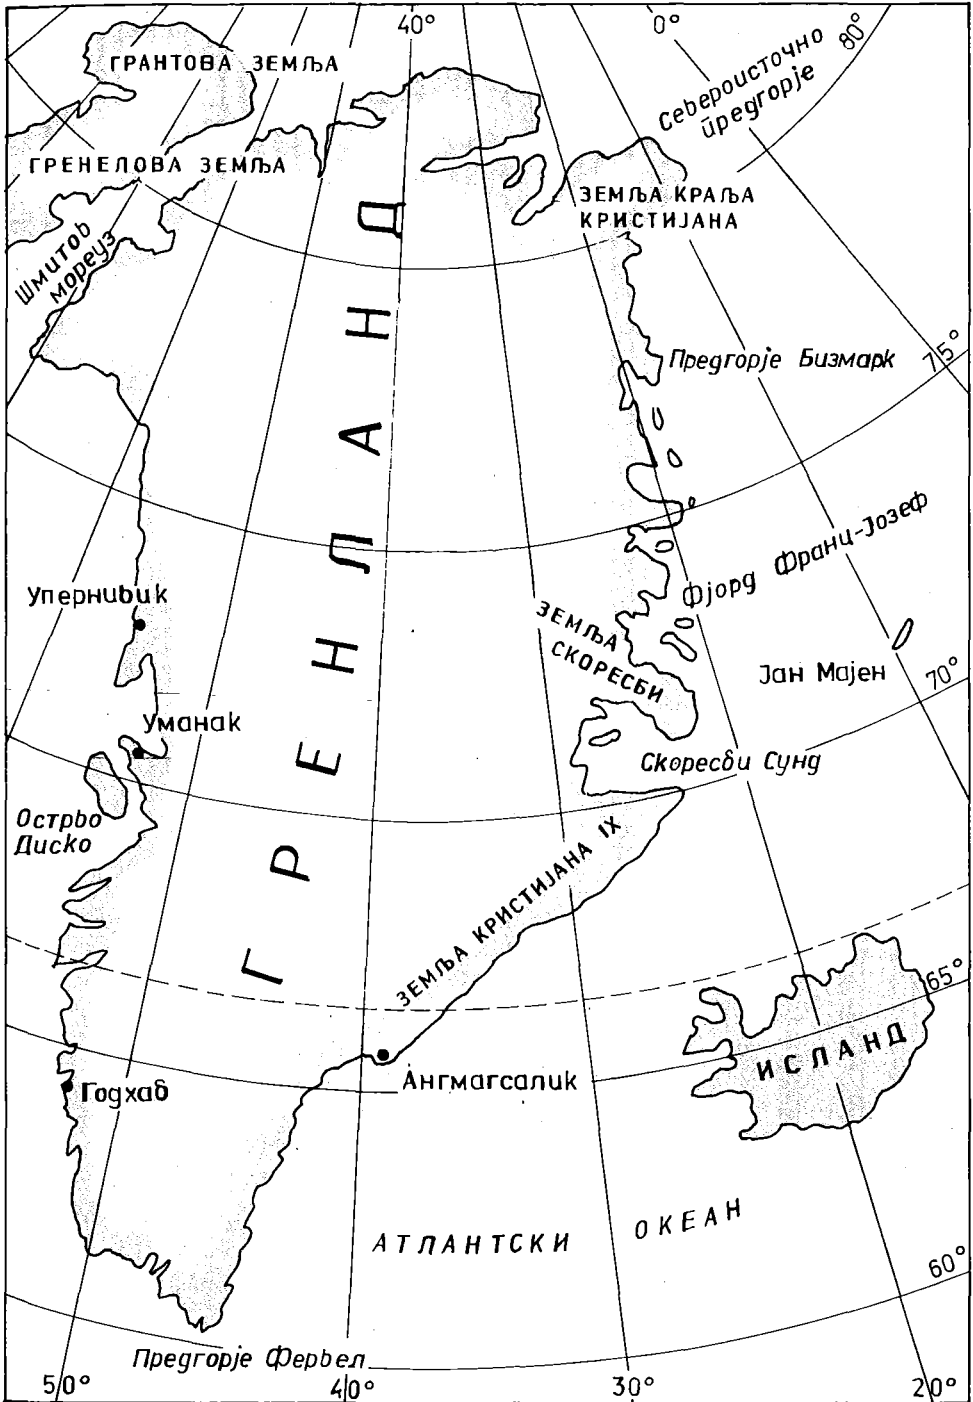 40°
0°
80°
ГРАНТОВА ЗЕМЉА
Североисточно
предгорје
ГРЕНЕЛОВА ЗЕМЉА
ЗЕМЉА КРАЉА
КРИСТИЈАНА
Шмитов
мореуз
ГРЕНЛАНД
Предгорје Бизмарк
75°
Фјорд Франц-Јозеф
Упернивик
ЗЕМЉА
СКОРЕСБИ
Јан Мајен
70°
Уманак
Скоресби Сунд
Острво
Диско
ЗЕМЉА КРИСТИЈАНА IX
65°
ИСЛАНД
Ангмагсалик
Годхаб
АТЛАНТСКИ ОКЕАН
60°
Предгорје Фервел
50°
40°
30°
20°